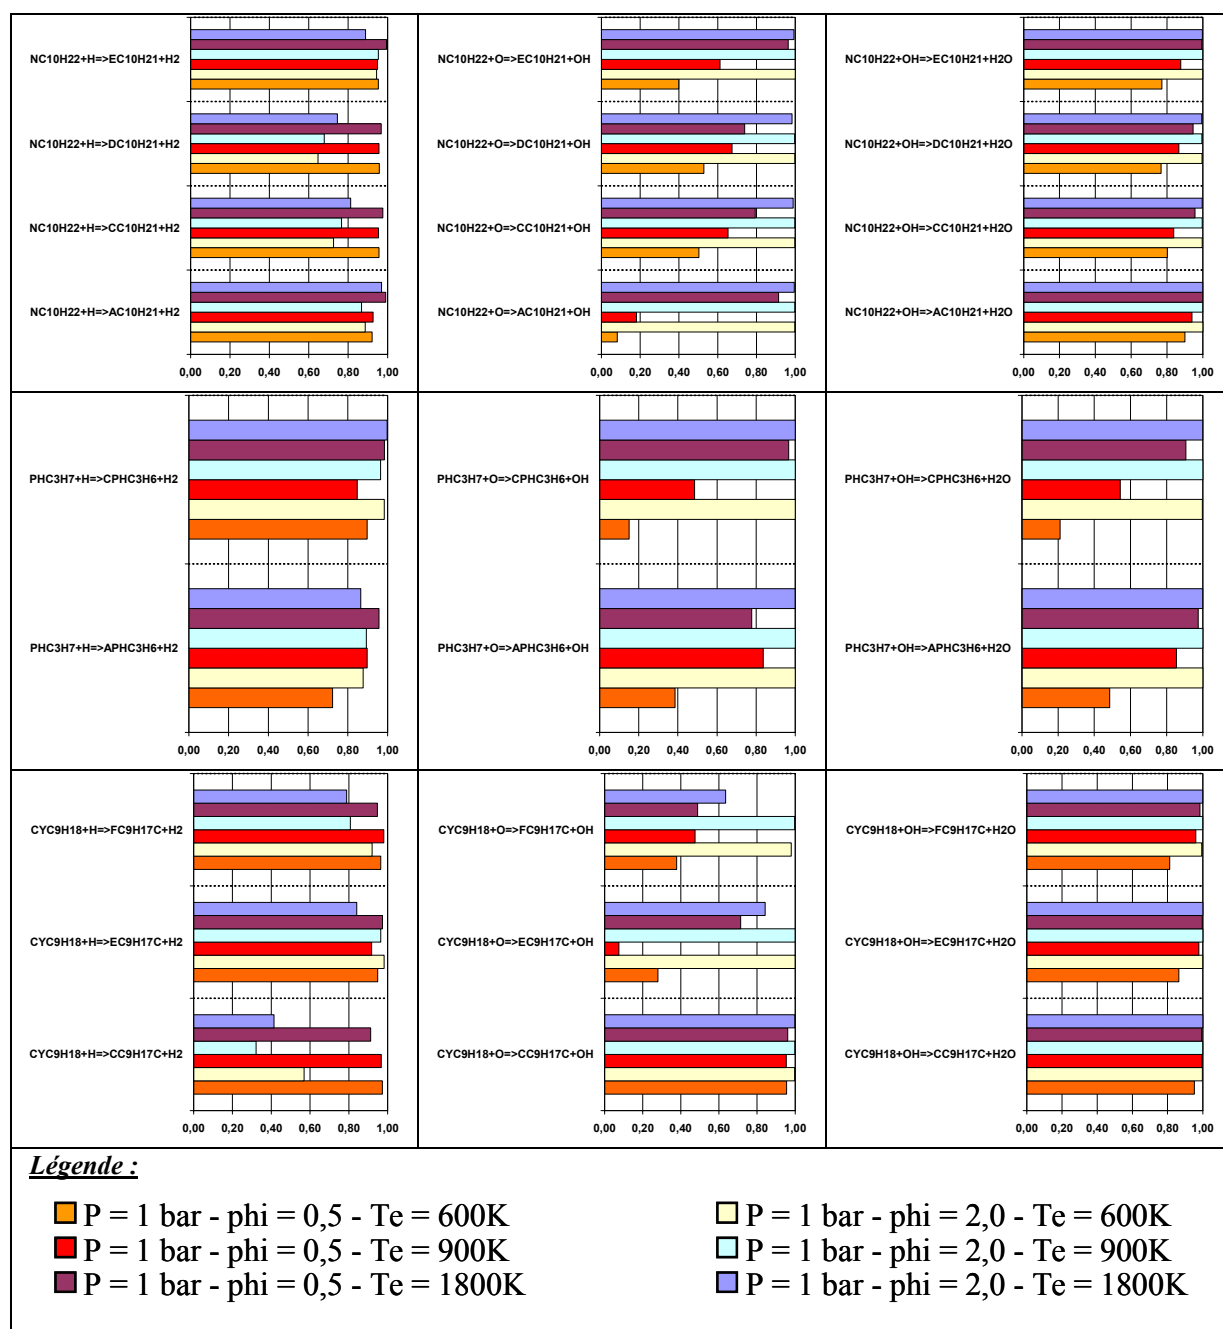 NC10H22+H=>EC10H21+H2
NC10H22+H=>DC10H21+H2
NC10H22+H=>CC10H21+H2
NC10H22+H=>AC10H21+H2
0,00 0,20 0,40 0,60 0,80 1,00
NC10H22+O=>EC10H21+OH
NC10H22+O=>DC10H21+OH
NC10H22+O=>CC10H21+OH
NC10H22+O=>AC10H21+OH
0,00 0,20 0,40 0,60 0,80 1,00
NC10H22+OH=>EC10H21+H2O
NC10H22+OH=>DC10H21+H2O
NC10H22+OH=>CC10H21+H2O
NC10H22+OH=>AC10H21+H2O
0,00 0,20 0,40 0,60 0,80 1,00
PHC3H7+H=>CPHC3H6+H2
PHC3H7+H=>APHC3H6+H2
0,00 0,20 0,40 0,60 0,80 1,00
PHC3H7+O=>CPHC3H6+OH
PHC3H7+O=>APHC3H6+OH
0,00 0,20 0,40 0,60 0,80 1,00
PHC3H7+OH=>CPHC3H6+H2O
PHC3H7+OH=>APHC3H6+H2O
0,00 0,20 0,40 0,60 0,80 1,00
CYC9H18+H=>FC9H17C+H2
CYC9H18+H=>EC9H17C+H2
CYC9H18+H=>CC9H17C+H2
0,00 0,20 0,40 0,60 0,80 1,00
CYC9H18+O=>FC9H17C+OH
CYC9H18+O=>EC9H17C+OH
CYC9H18+O=>CC9H17C+OH
0,00 0,20 0,40 0,60 0,80 1,00
CYC9H18+OH=>FC9H17C+H2O
CYC9H18+OH=>EC9H17C+H2O
CYC9H18+OH=>CC9H17C+H2O
0,00 0,20 0,40 0,60 0,80 1,00
Légende :
P = 1 bar - phi = 0,5 - Te = 600K
P = 1 bar - phi = 0,5 - Te = 900K
P = 1 bar - phi = 0,5 - Te = 1800K
P = 1 bar - phi = 2,0 - Te = 600K
P = 1 bar - phi = 2,0 - Te = 900K
P = 1 bar - phi = 2,0 - Te = 1800K